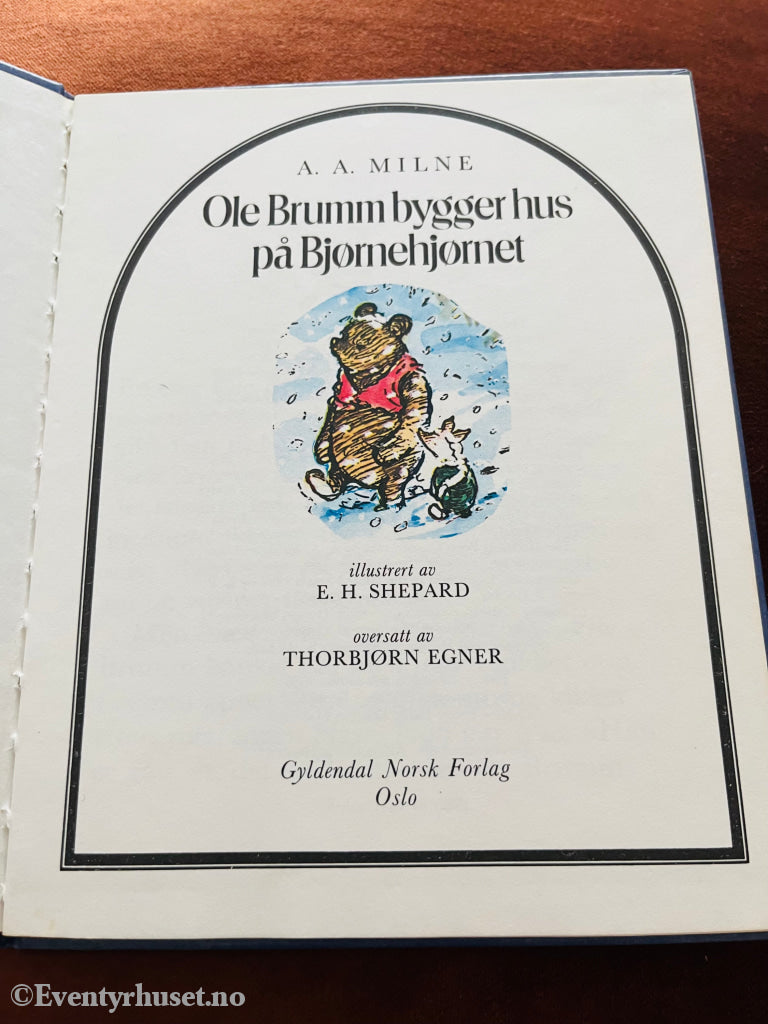 A. A. MILNE
Ole Brumm bygger hus
på Bjørnehjørnet
illustrert av
E. H. SHEPARD
oversatt av
THORBJØRN EGNER
Gyldendal Norsk Forlag
Oslo
©Eventyrhuset.no